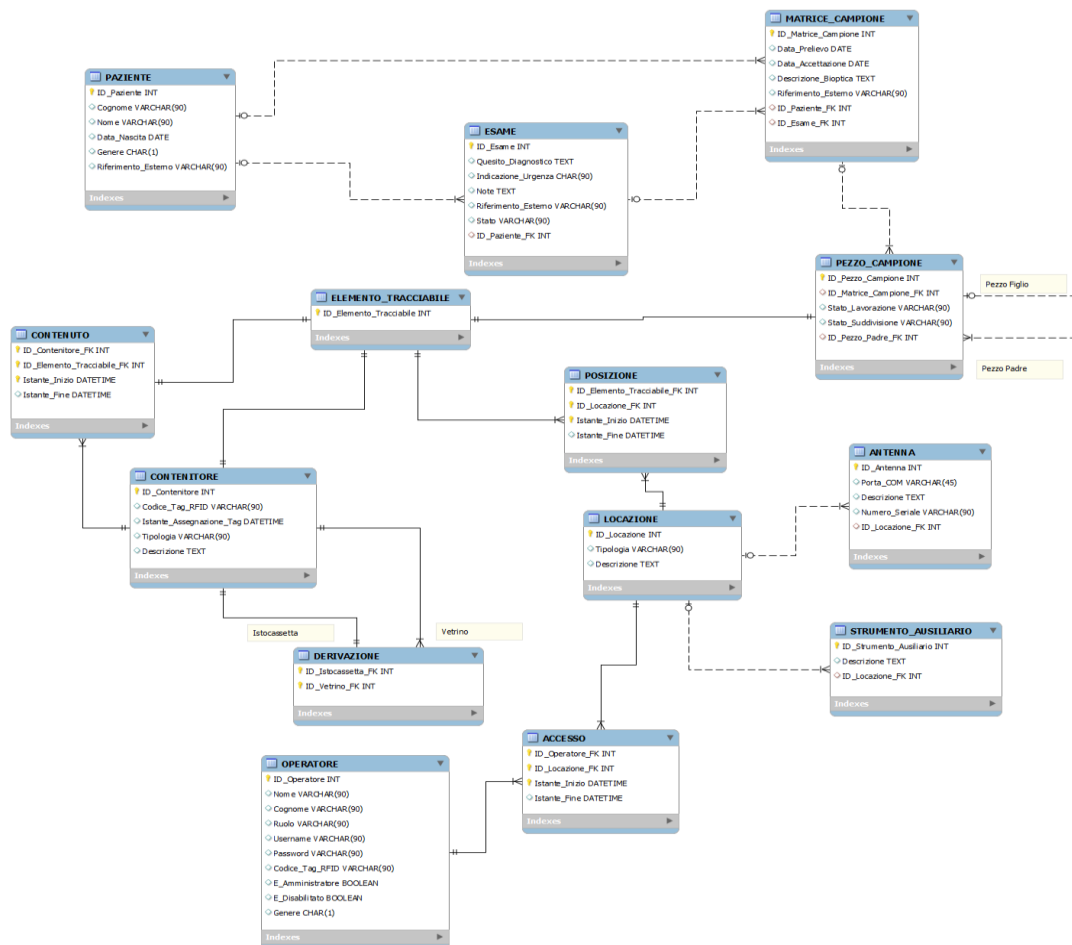 MATRICE_CAMPIONE
ID_Matrice_Campione INT
Data_Prelievo DATE
Data_Accettazione DATE
Descrizione_Bioptica TEXT
Riferimento_Esterno VARCHAR(90)
ID_Paziente_FK INT
ID_Esame_FK INT
Indexes
PAZIENTE
ID_Paziente INT
Cognome VARCHAR(90)
Nome VARCHAR(90)
Data_Nascita DATE
Genere CHAR(1)
Riferimento_Esterno VARCHAR(90)
Indexes
ESAME
ID_Esame INT
Quesito_Diagnostico TEXT
Indicazione_Urgenza CHAR(90)
Note TEXT
Riferimento_Esterno VARCHAR(90)
Stato VARCHAR(90)
ID_Paziente_FK INT
Indexes
PEZZO_CAMPIONE
ID_Pezzo_Campione INT
ID_Matrice_Campione_FK INT
Stato_Lavorazione VARCHAR(90)
Stato_Suddivisione VARCHAR(90)
ID_Pezzo_Padre_FK INT
Indexes
Pezzo Figlio
Pezzo Padre
ELEMENTO_TRACCIABILE
ID_Elemento_Tracciabile INT
Indexes
CONTENUTO
ID_Contenitore_FK INT
ID_Elemento_Tracciabile_FK INT
Istante_Inizio DATETIME
Istante_Fine DATETIME
Indexes
POSIZIONE
ID_Elemento_Tracciabile_FK INT
ID_Locazione_FK INT
Istante_Inizio DATETIME
Istante_Fine DATETIME
Indexes
ANTENNA
ID_Antenna INT
Porta_COM VARCHAR(45)
Descrizione TEXT
Numero_Seriale VARCHAR(90)
ID_Locazione_FK INT
Indexes
CONTENITORE
ID_Contenitore INT
Codice_Tag_RFID VARCHAR(90)
Istante_Assegnazione_Tag DATETIME
Tipologia VARCHAR(90)
Descrizione TEXT
Indexes
LOCAZIONE
ID_Locazione INT
Tipologia VARCHAR(90)
Descrizione TEXT
Indexes
Istocassetta
Vetrino
STRUMENTO_AUSILIARIO
ID_Strumento_Ausiliario INT
Descrizione TEXT
ID_Locazione_FK INT
Indexes
DERIVAZIONE
ID_Istocassetta_FK INT
ID_Vetrino_FK INT
Indexes
ACCESSO
ID_Operatore_FK INT
ID_Locazione_FK INT
Istante_Inizio DATETIME
Istante_Fine DATETIME
Indexes
OPERATORE
ID_Operatore INT
Nome VARCHAR(90)
Cognome VARCHAR(90)
Ruolo VARCHAR(90)
Username VARCHAR(90)
Password VARCHAR(90)
Codice_Tag_RFID VARCHAR(90)
E_Amministratore BOOLEAN
E_Disabilitato BOOLEAN
Genere CHAR(1)
Indexes